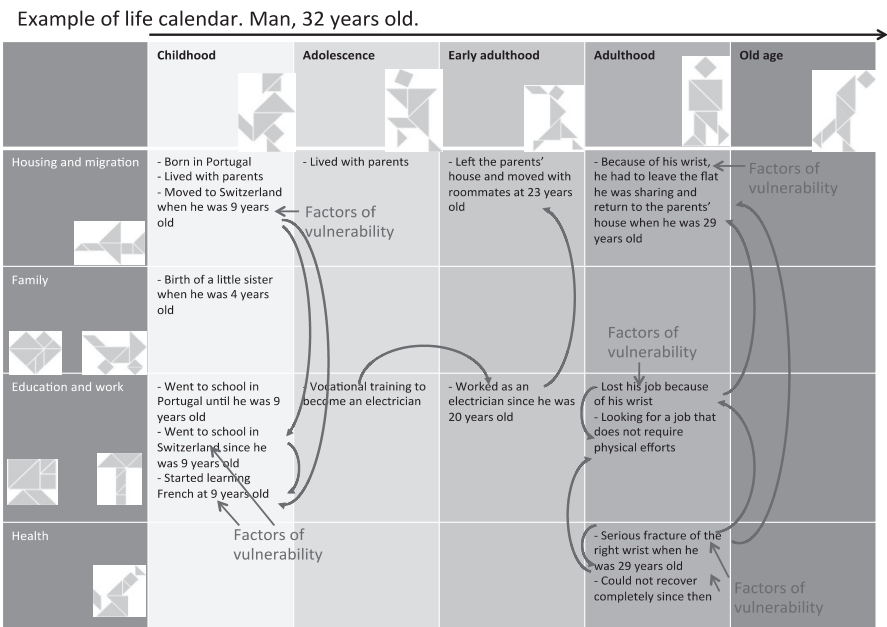 Example of life calendar. Man, 32 years old.
Childhood
Adolescence
Early adulthood
Adulthood
Old age
Housing and migration
- Born in Portugal
- Lived with parents
- Moved to Switzerland
when he was 9 years
old
Factors of
vulnerability
- Lived with parents
- Left the parents'
house and moved with
roommates at 23 years
old
- Because of his wrist,
he had to leave the flat
he was sharing and
return to the parents'
house when he was 29
years old
Factors of
vulnerability
Family
- Birth of a little sister
when he was 4 years
old
Factors of
vulnerability
Education and work
- Went to school in
Portugal until he was 9
years old
- Went to school in
Switzerland since he
was 9 years old
- Started learning
French at 9 years old
- Vocational training to
become an electrician
- Worked as an
electrician since he was
20 years old
- Lost his job because
of his wrist
- Looking for a job that
does not require
physical efforts
Health
Factors of
vulnerability
- Serious fracture of the
right wrist when he
was 29 years old
- Could not recover
completely since then
Factors of
vulnerability